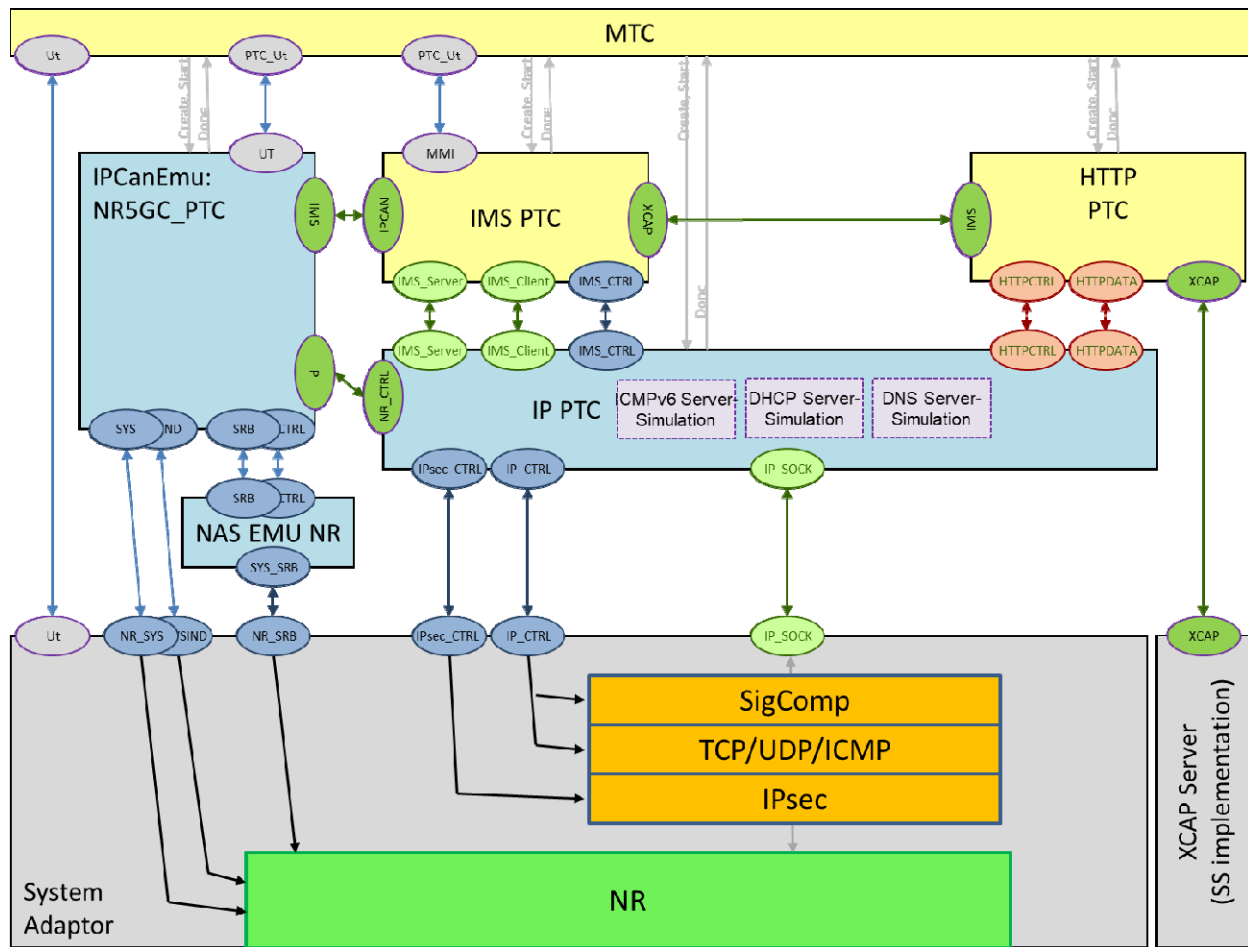 MTC
Ut
PTC_Ut
PTC_Ut
Create, Start
Done
Create, Start
Done
Create, Start
Done
Create, Start
Done
UT
MMI
IPCanEmu:
NR5GC_PTC
IMS
IPCAN
IMS PTC
XCAP
IMS
HTTP
PTC
IMS_Server
IMS_Client
IMS_CTRL
HTTPCTRL
HTTPDATA
XCAP
IMS_Server
IMS_Client
IMS_CTRL
HTTPCTRL
HTTPDATA
P
NR_CTRL
IP PTC
ICMPv6 Server-
Simulation
DHCP Server-
Simulation
DNS Server-
Simulation
SYS
ND
SRB
CTRL
IPsec_CTRL
IP_CTRL
IP_SOCK
SRB
CTRL
NAS EMU NR
SYS_SRB
Ut
NR_SYS
YSIND
NR_SRB
IPsec_CTRL
IP_CTRL
IP_SOCK
XCAP
SigComp
TCP/UDP/ICMP
IPsec
NR
System
Adaptor
XCAP Server
(SS implementation)